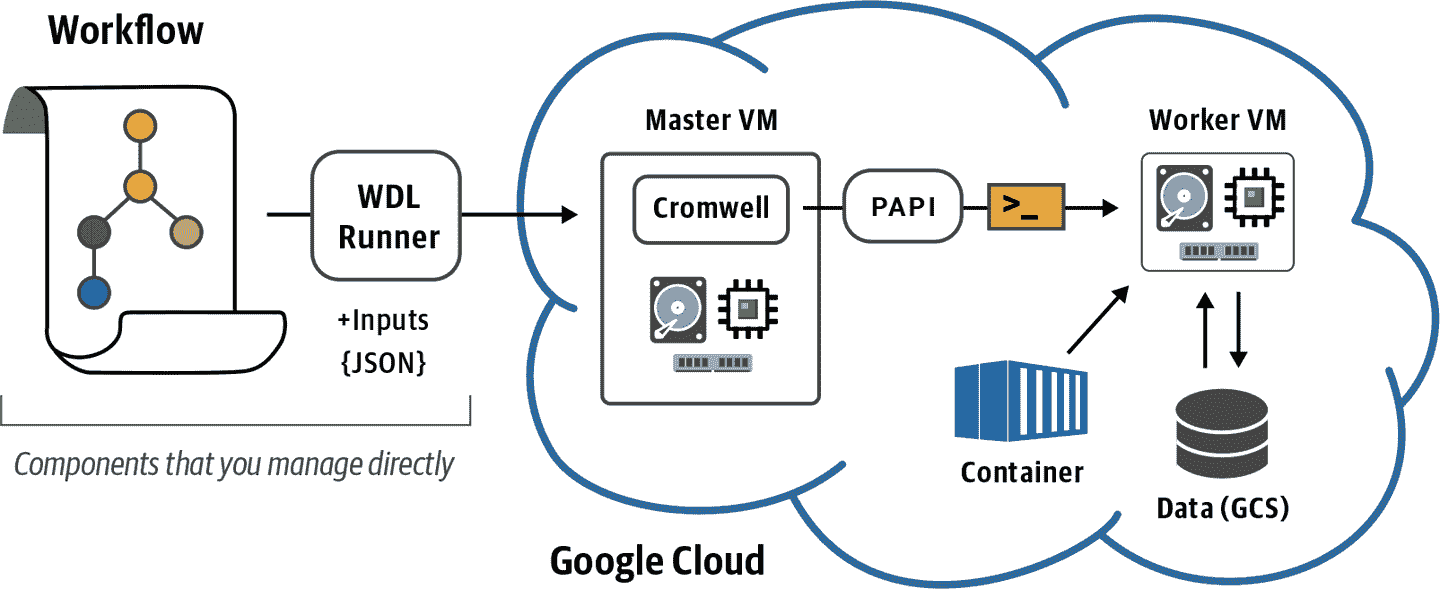 Workflow
WDL
Runner
+Inputs
{JSON}
Components that you manage directly
Master VM
Cromwell
PAPI
>_
Worker VM
Container
Data (GCS)
Google Cloud